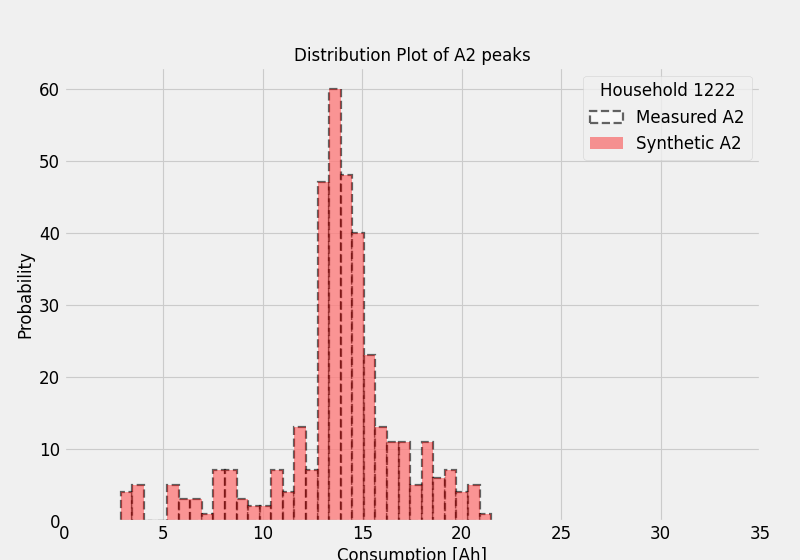 Distribution Plot of A2 peaks
Household 1222
Measured A2
Synthetic A2
Probability
60
50
40
30
20
10
0
0 5 10 15 20 25 30 35
Consumption [Ah]